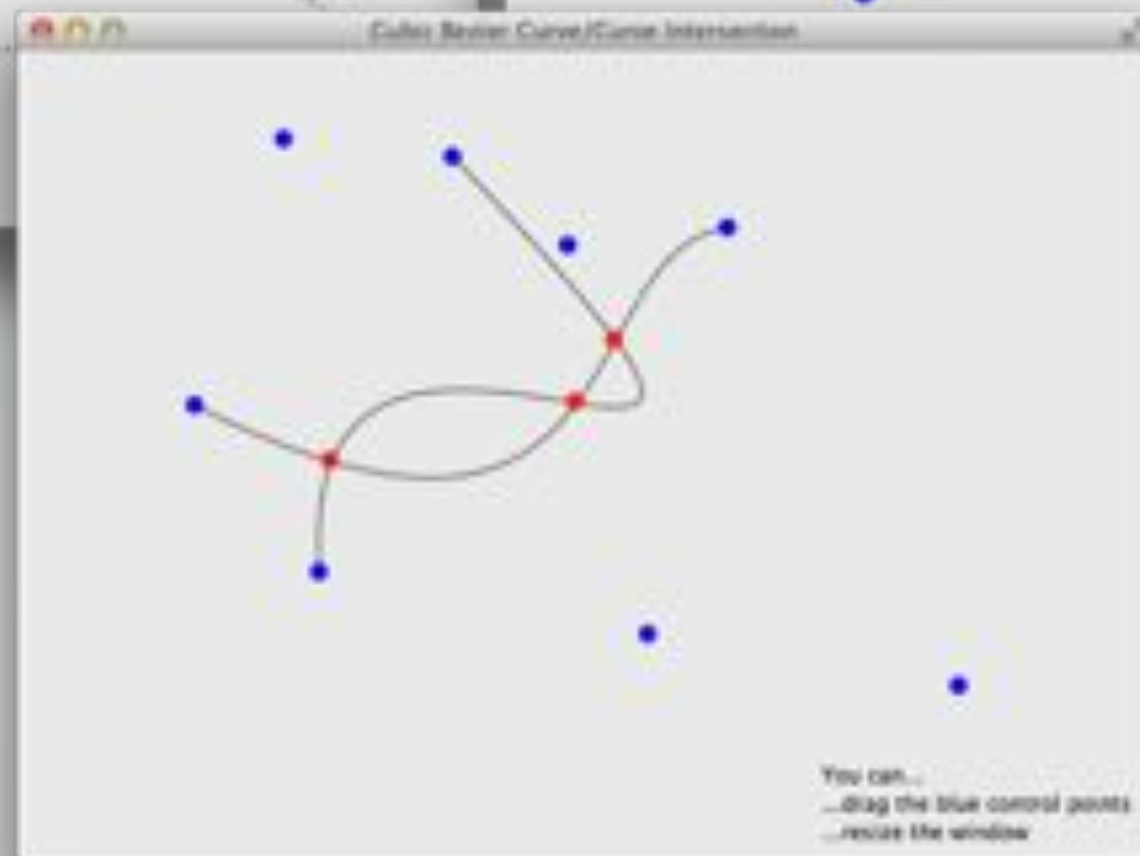 Cubic Bezier Curve/Curve Intersection
You can...
...drag the blue control points
...resize the window